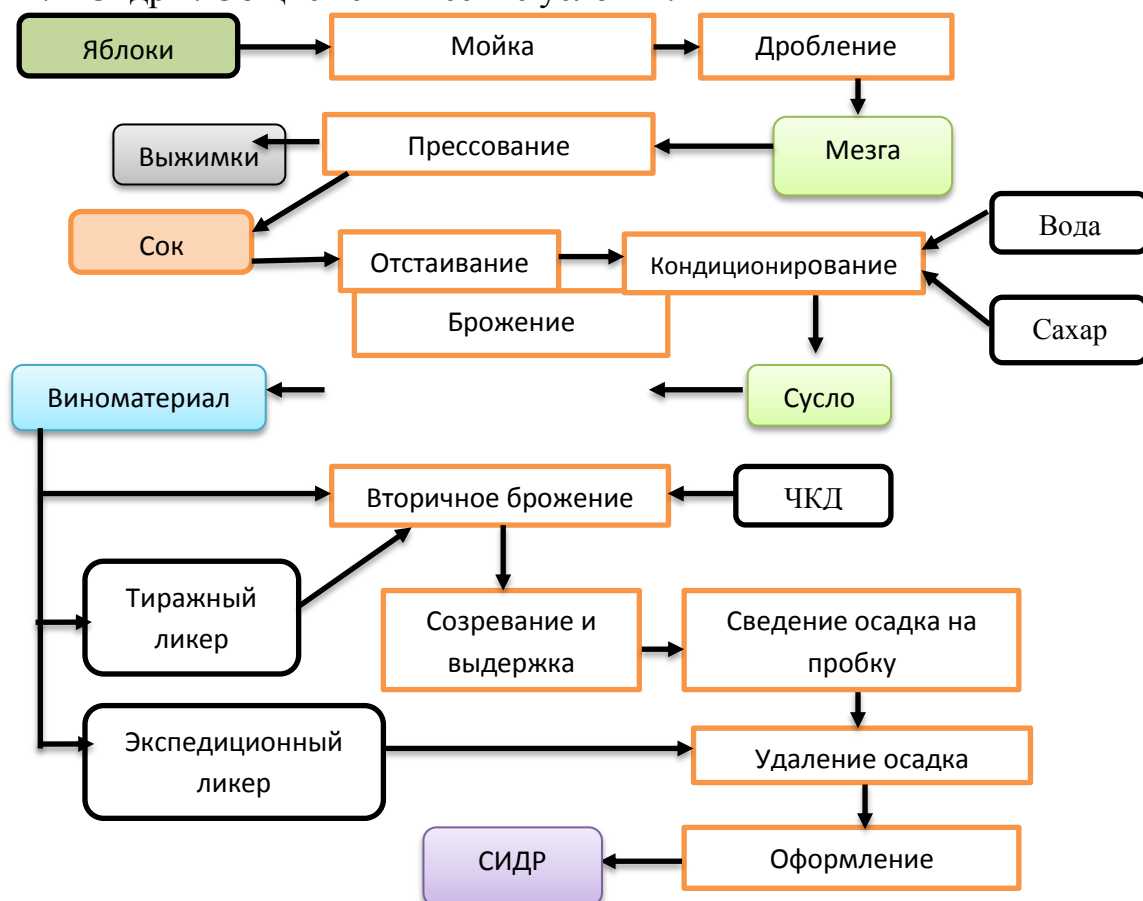 Яблоки
Мойка
Дробление
Выжимки
Прессование
Мезга
Сок
Отстаивание
Кондиционирование
Вода
Брожение
Сахар
Виноматериал
Сусло
Вторичное брожение
ЧКД
Тиражный
ликер
Созревание и
выдержка
Сведение осадка на
пробку
Экспедиционный
ликер
Удаление осадка
СИДР
Оформление